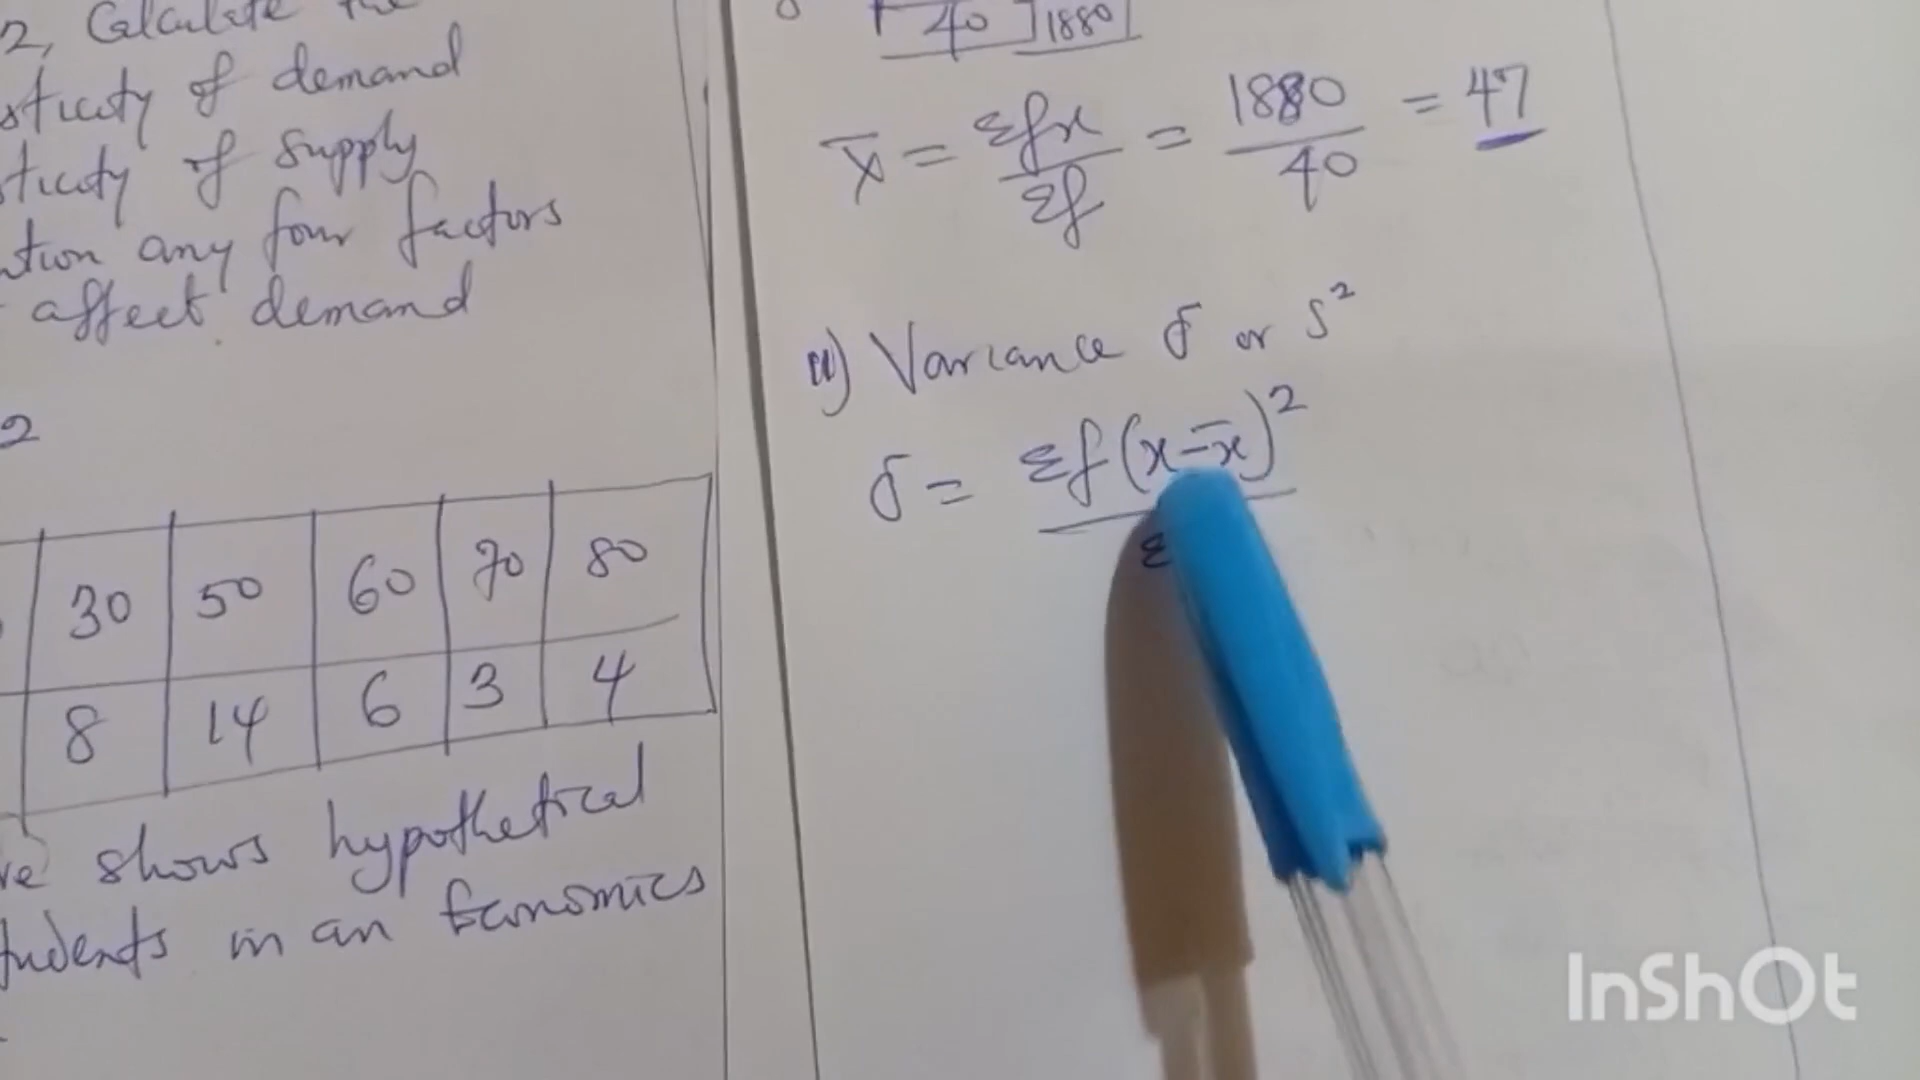 2, Calculate the
sticity of demand
sticity of supply
ntion any four factors
affect demand
2
30 50 60 70 80
8 14 6 3 4
ve shows hypothetical
tudents in an Economics
40 1880
x̄ = Σfx/Σf = 1880/40 = 47
ii) Variance σ or S²
σ = Σf(x-x̄)²
Σ
InShOt